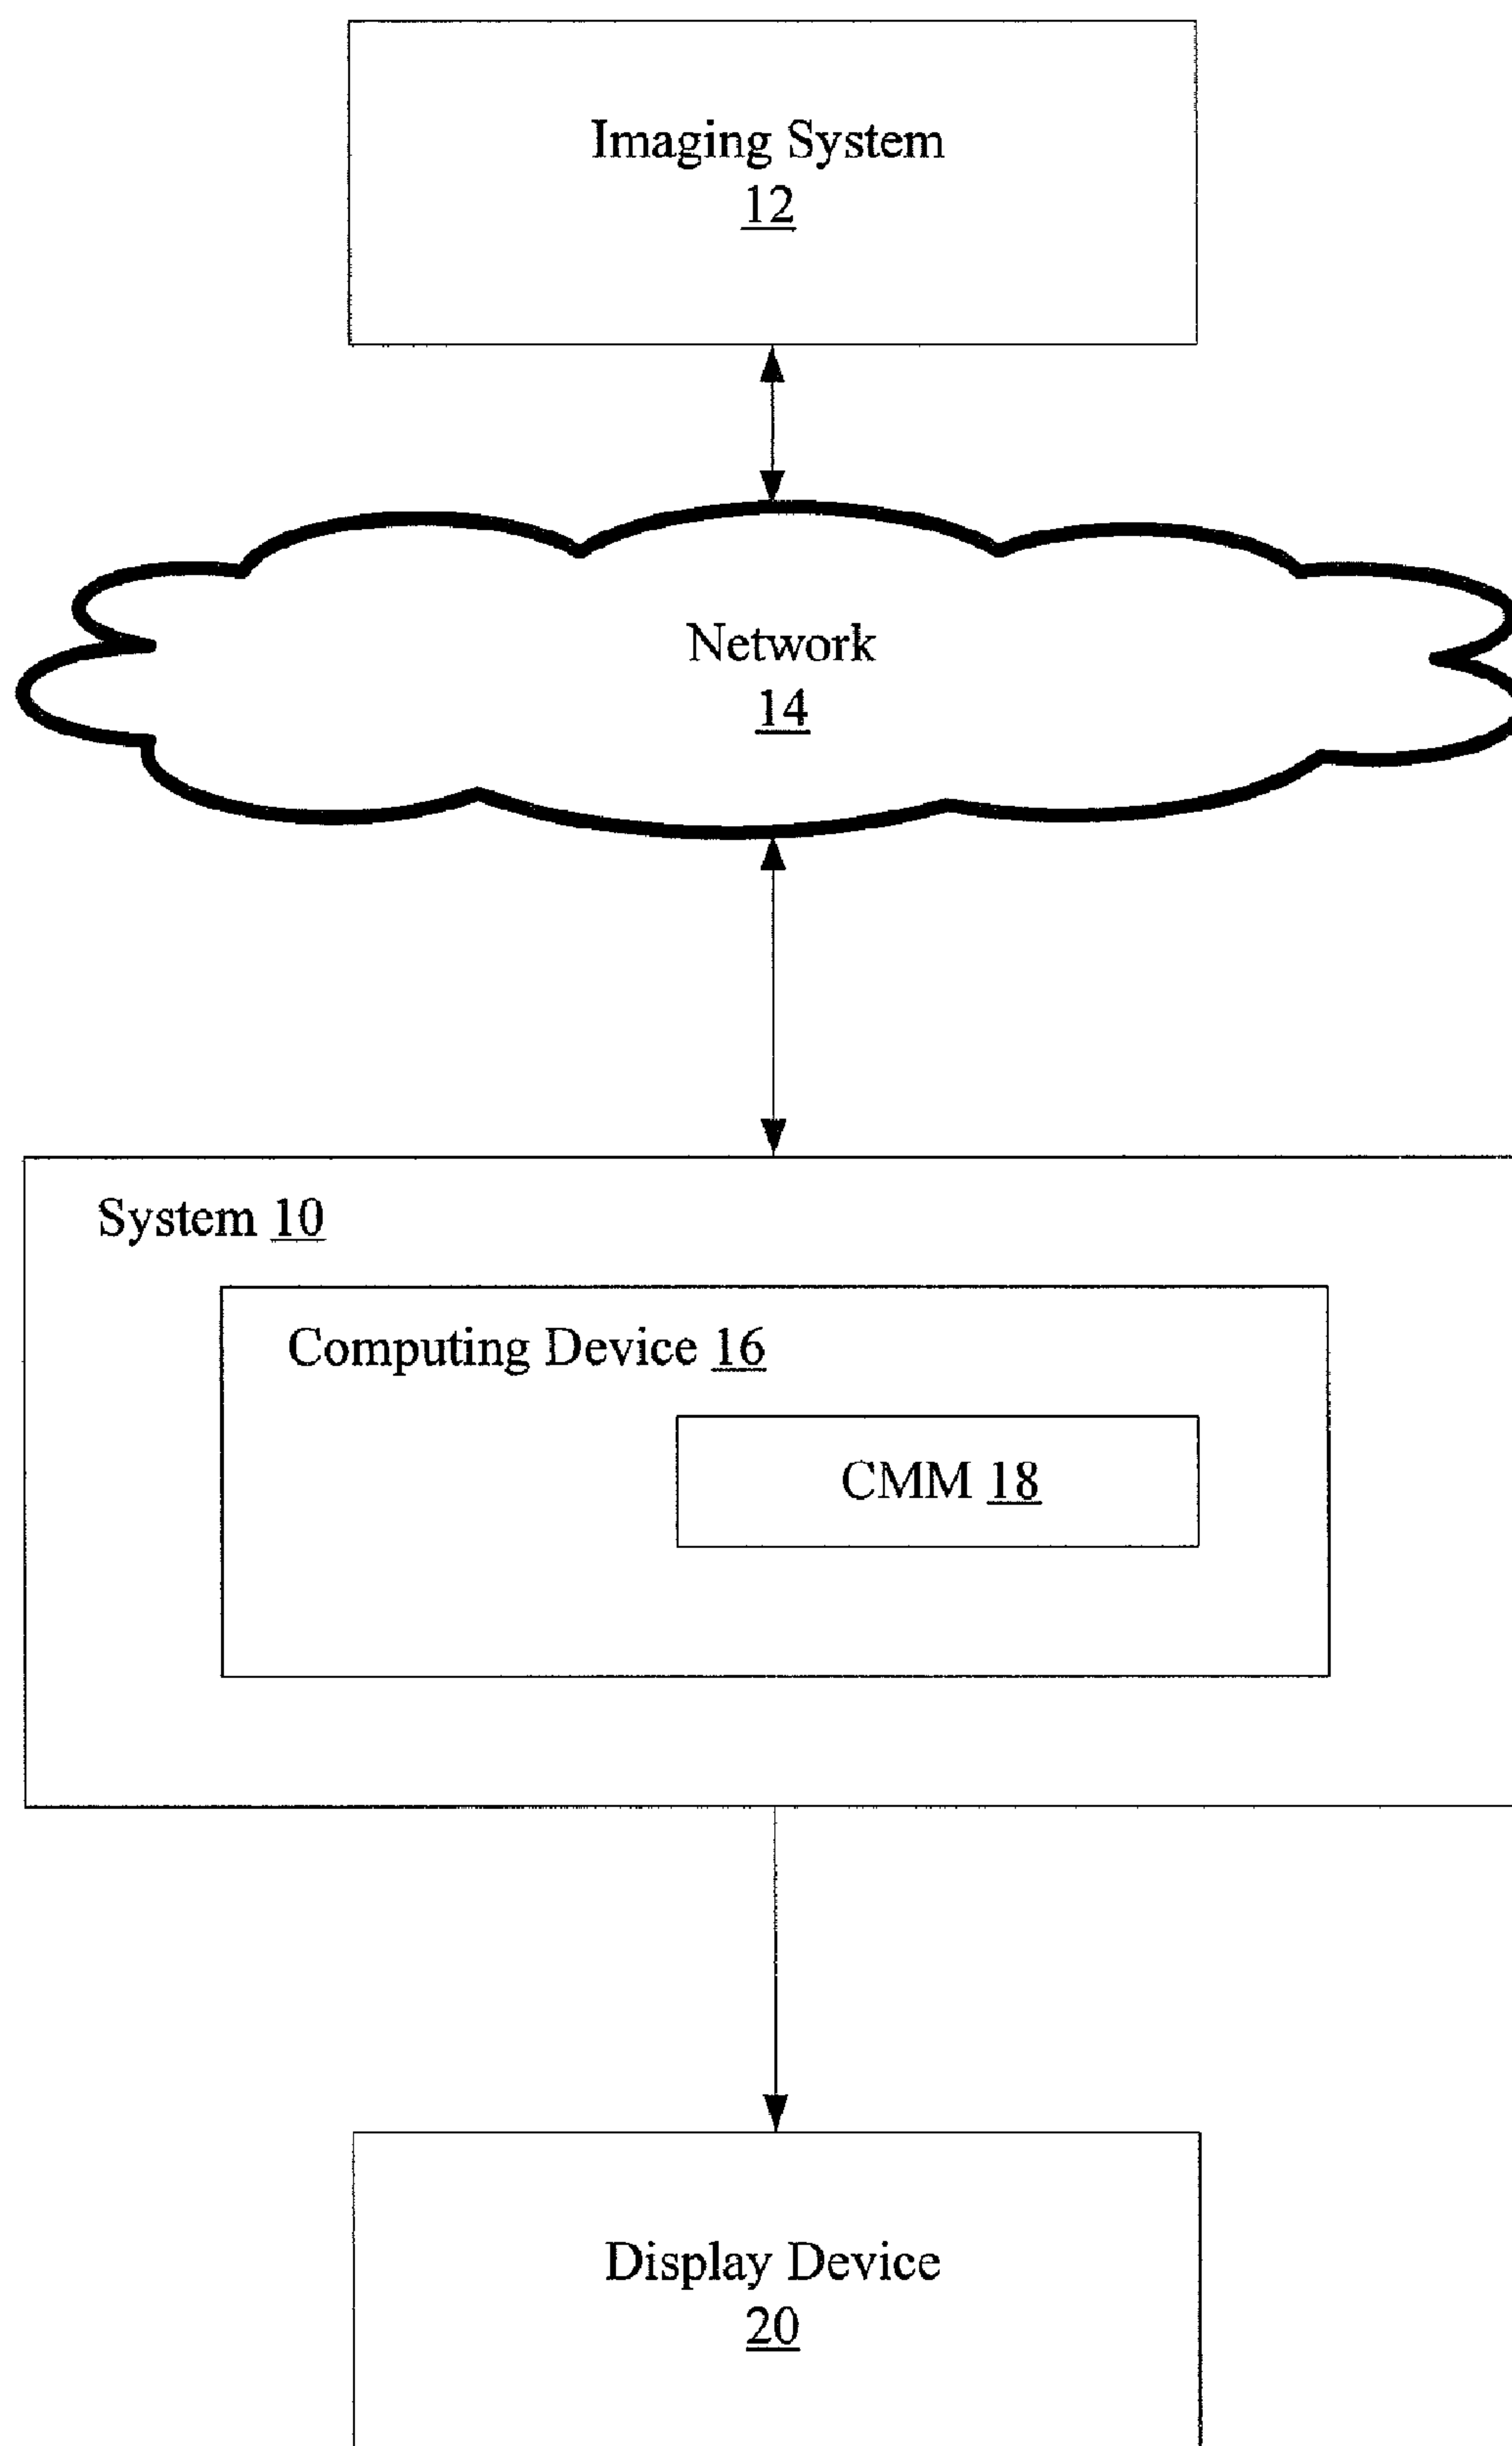 Imaging System
12
Network
14
System 10
Computing Device 16
CMM 18
Display Device
20